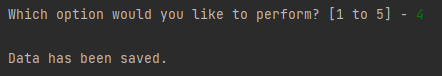 Which option would you like to perform? [1 to 5] - 4
Data has been saved.